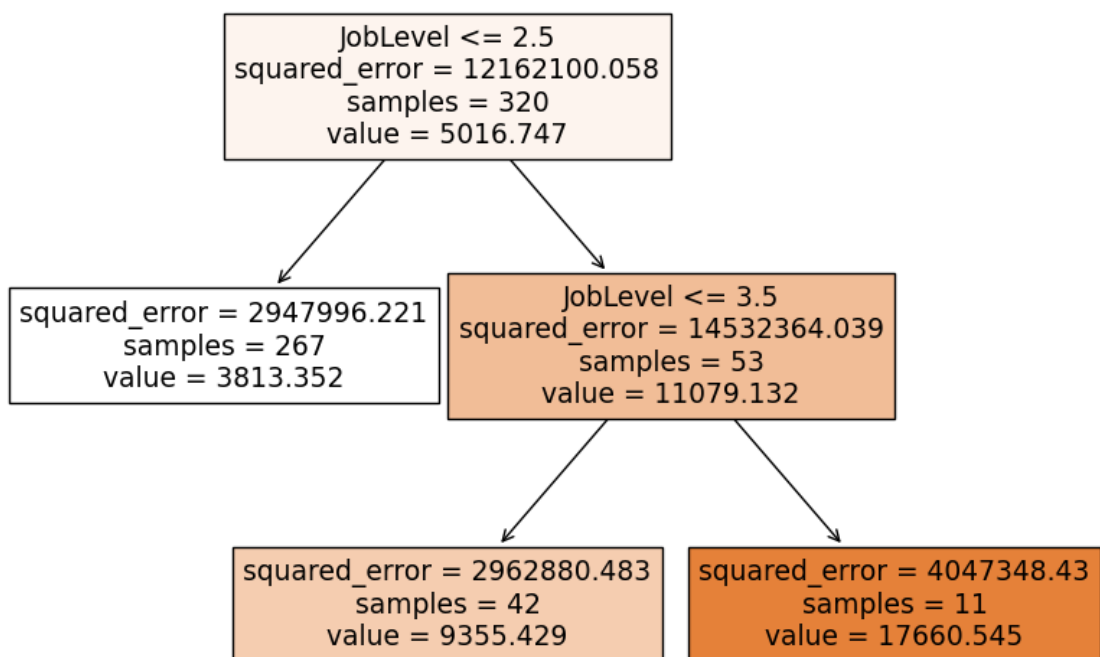 JobLevel <= 2.5
squared_error = 12162100.058
samples = 320
value = 5016.747
squared_error = 2947996.221
samples = 267
value = 3813.352
JobLevel <= 3.5
squared_error = 14532364.039
samples = 53
value = 11079.132
squared_error = 2962880.483
samples = 42
value = 9355.429
squared_error = 4047348.43
samples = 11
value = 17660.545